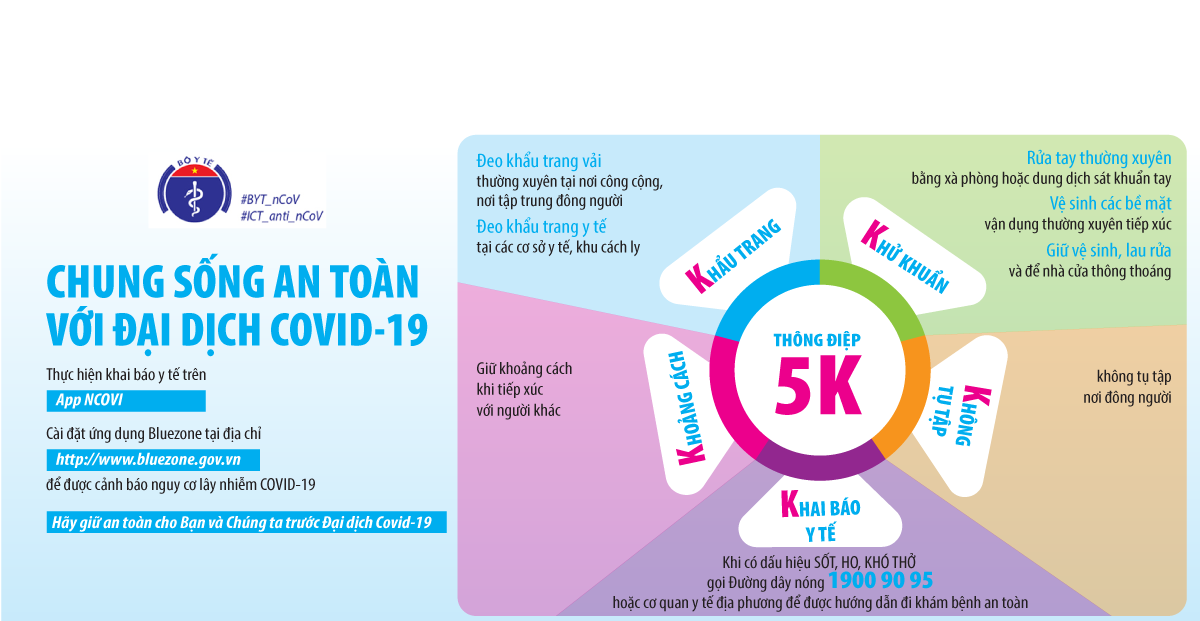 BỘ Y TẾ
#BYT_nCoV
#ICT_anti_nCoV
CHUNG SỐNG AN TOÀN
VỚI ĐẠI DỊCH COVID-19
Thực hiện khai báo y tế trên
App NCOVI
Cài đặt ứng dụng Bluezone tại địa chỉ
http://www.bluezone.gov.vn
để được cảnh báo nguy cơ lây nhiễm COVID-19
Hãy giữ an toàn cho Bạn và Chúng ta trước Đại dịch Covid-19
Đeo khẩu trang vải
thường xuyên tại nơi công cộng,
nơi tập trung đông người
Đeo khẩu trang y tế
tại các cơ sở y tế, khu cách ly
KHẨU TRANG
KHỬ KHUẨN
Rửa tay thường xuyên
bằng xà phòng hoặc dung dịch sát khuẩn tay
Vệ sinh các bề mặt
vận dụng thường xuyên tiếp xúc
Giữ vệ sinh, lau rửa
và để nhà cửa thông thoáng
Giữ khoảng cách
khi tiếp xúc
với người khác
KHOẢNG CÁCH
THÔNG ĐIỆP
5K
KHÔNG
TỤ TẬP
không tụ tập
nơi đông người
KHAI BÁO
Y TẾ
Khi có dấu hiệu SỐT, HO, KHÓ THỞ
gọi Đường dây nóng 1900 90 95
hoặc cơ quan y tế địa phương để được hướng dẫn đi khám bệnh an toàn